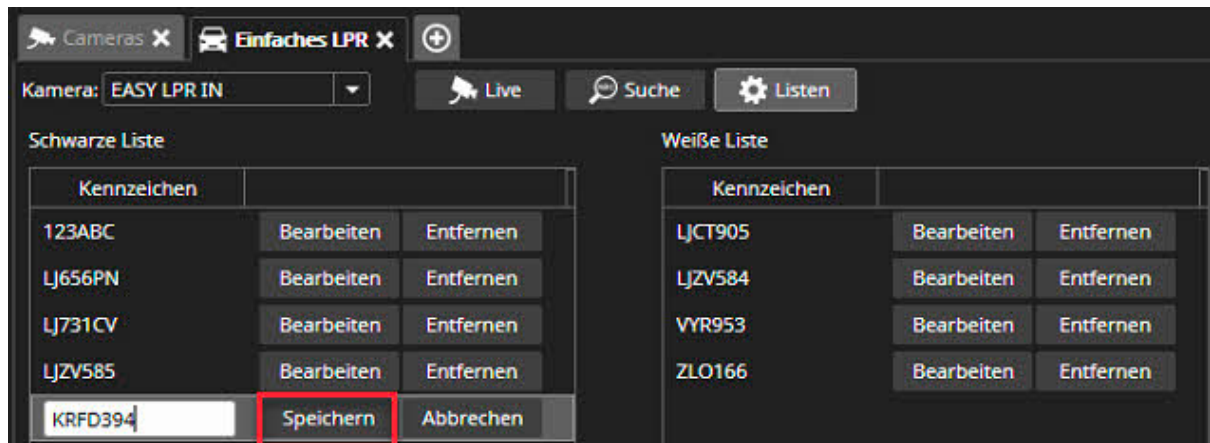 Cameras Einfaches LPR
Kamera: EASY LPR IN Live Suche Listen
Schwarze Liste Weiße Liste
Kennzeichen Kennzeichen
123ABC Bearbeiten Entfernen LJCT905 Bearbeiten Entfernen
LJ656PN Bearbeiten Entfernen LJZV584 Bearbeiten Entfernen
LJ731CV Bearbeiten Entfernen VYR953 Bearbeiten Entfernen
LJZV585 Bearbeiten Entfernen ZLO166 Bearbeiten Entfernen
KRFD394 Speichern Abbrechen